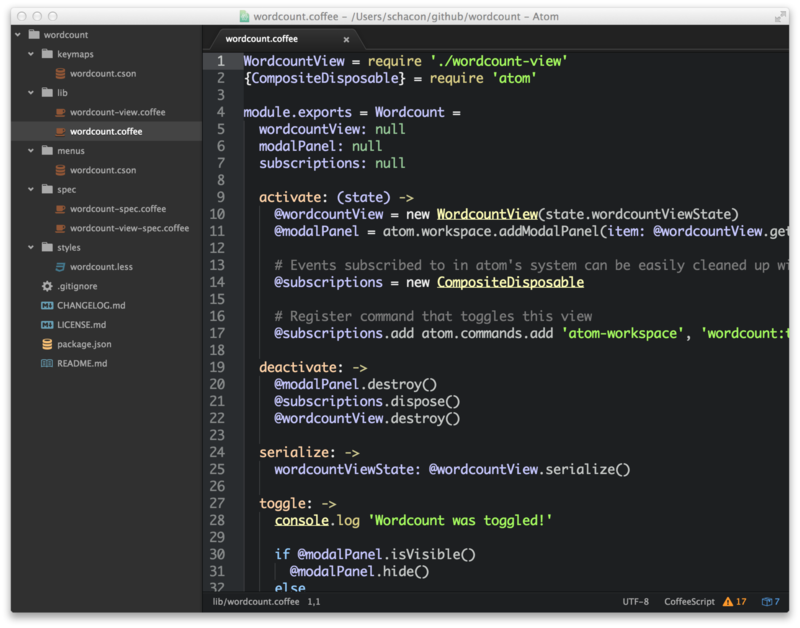 wordcount.coffee – /Users/schacon/github/wordcount – Atom
wordcount
keymaps
wordcount.cson
lib
wordcount-view.coffee
wordcount.coffee
menus
wordcount.cson
spec
wordcount-spec.coffee
wordcount-view-spec.coffee
styles
wordcount.less
.gitignore
CHANGELOG.md
LICENSE.md
package.json
README.md
wordcount.coffee ×
1 WordcountView = require './wordcount-view'
2 {CompositeDisposable} = require 'atom'
3
4 module.exports = Wordcount =
5 wordcountView: null
6 modalPanel: null
7 subscriptions: null
8
9 activate: (state) ->
10 @wordcountView = new WordcountView(state.wordcountViewState)
11 @modalPanel = atom.workspace.addModalPanel(item: @wordcountView.get
12
13 # Events subscribed to in atom's system can be easily cleaned up wi
14 @subscriptions = new CompositeDisposable
15
16 # Register command that toggles this view
17 @subscriptions.add atom.commands.add 'atom-workspace', 'wordcount:t
18
19 deactivate: ->
20 @modalPanel.destroy()
21 @subscriptions.dispose()
22 @wordcountView.destroy()
23
24 serialize: ->
25 wordcountViewState: @wordcountView.serialize()
26
27 toggle: ->
28 console.log 'Wordcount was toggled!'
29
30 if @modalPanel.isVisible()
31 @modalPanel.hide()
32 else
lib/wordcount.coffee 1,1 UTF-8 CoffeeScript 17 7